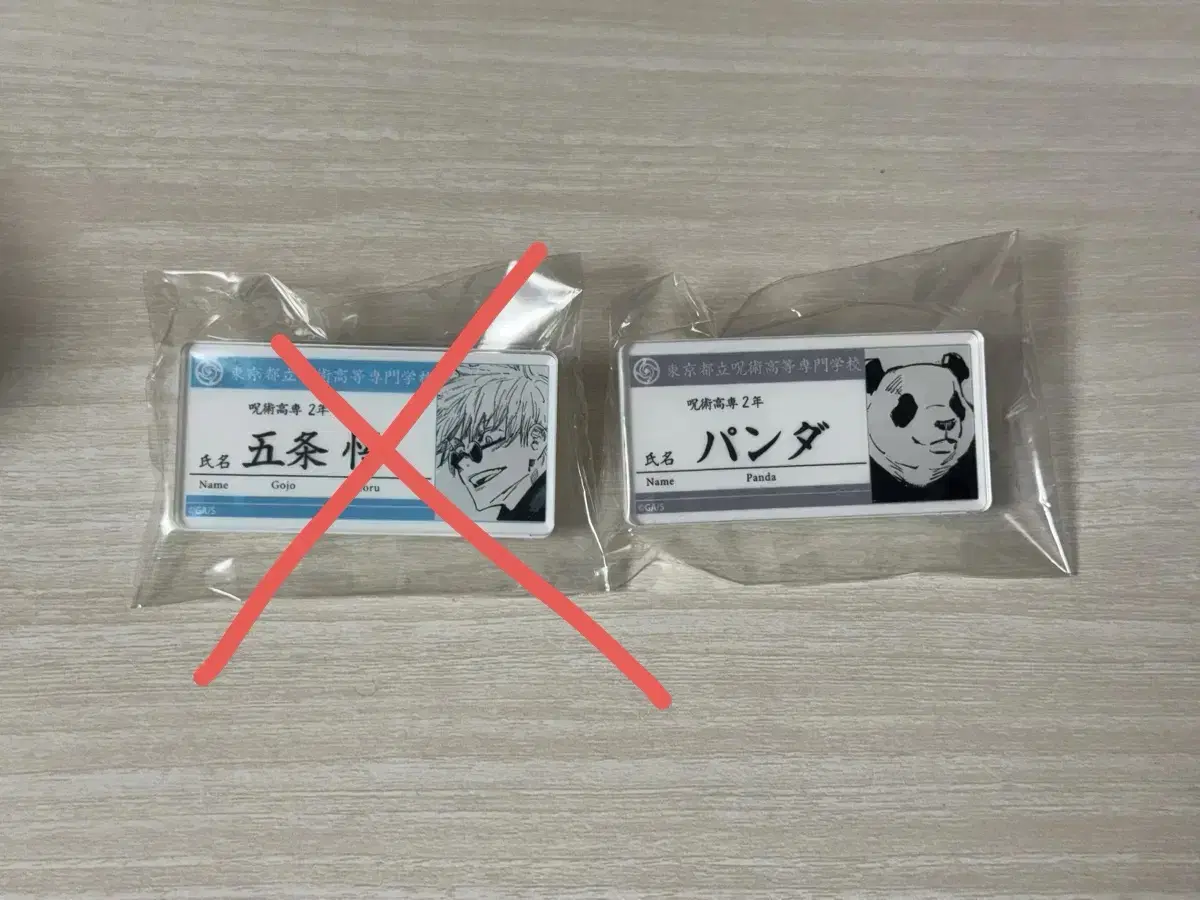 東京都立呪術高等専門学校
呪術高専 2年
氏名 五条
Name Gojo
©GA/S
東京都立呪術高等専門学校
呪術高専 2年
氏名 パンダ
Name Panda
©GA/S